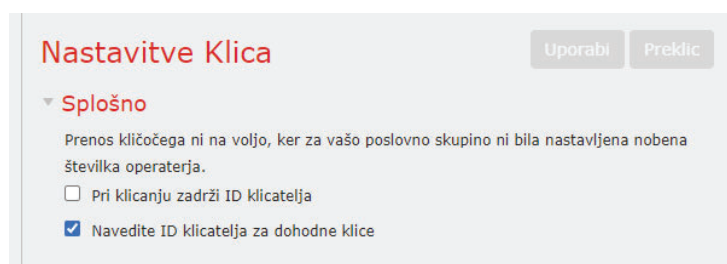 Nastavitve Klica
Uporabi
Preklic
Splošno
Prenos kličočega ni na voljo, ker za vašo poslovno skupino ni bila nastavljena nobena
številka operaterja.
Pri klicanju zadrži ID klicatelja
Navedite ID klicatelja za dohodne klice